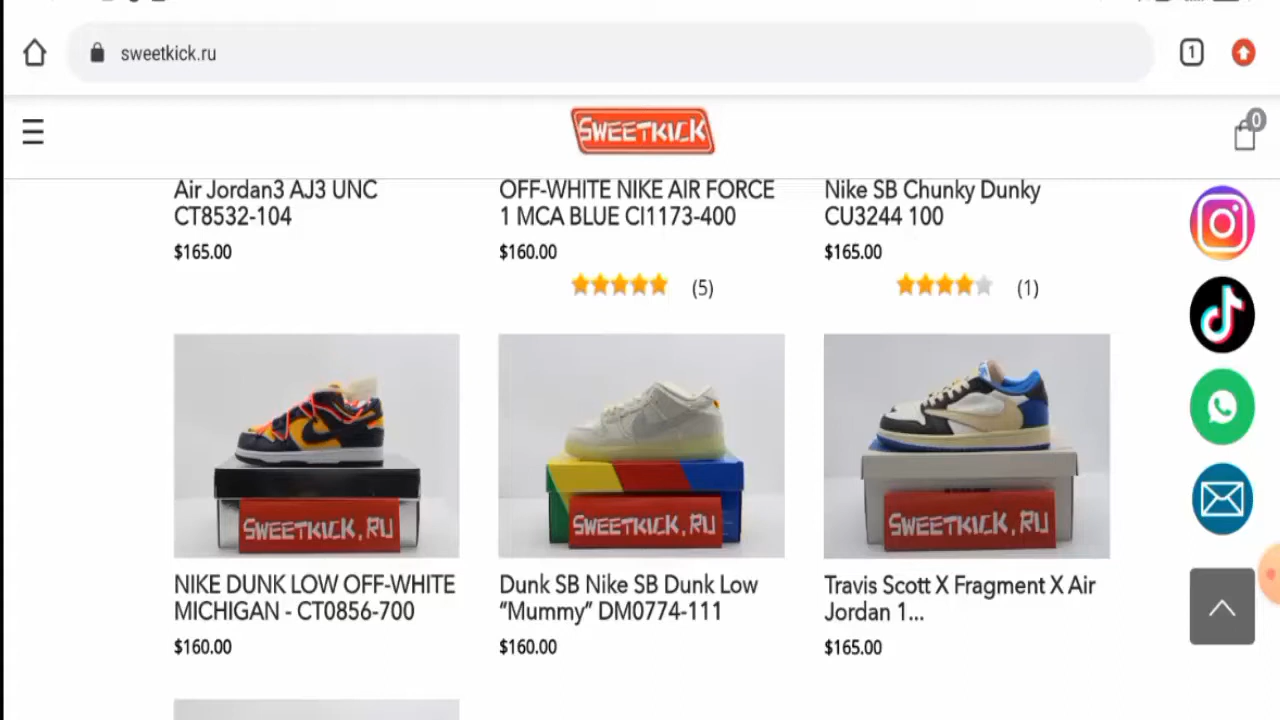 sweetkick.ru
1
SWEETKICK
0
Air Jordan3 AJ3 UNC
CT8532-104
$165.00
OFF-WHITE NIKE AIR FORCE
1 MCA BLUE CI1173-400
$160.00
(5)
Nike SB Chunky Dunky
CU3244 100
$165.00
(1)
SWEETKICK.RU
SWEETKICK.RU
SWEETKICK.RU
NIKE DUNK LOW OFF-WHITE
MICHIGAN - CT0856-700
$160.00
Dunk SB Nike SB Dunk Low
“Mummy” DM0774-111
$160.00
Travis Scott X Fragment X Air
Jordan 1...
$165.00